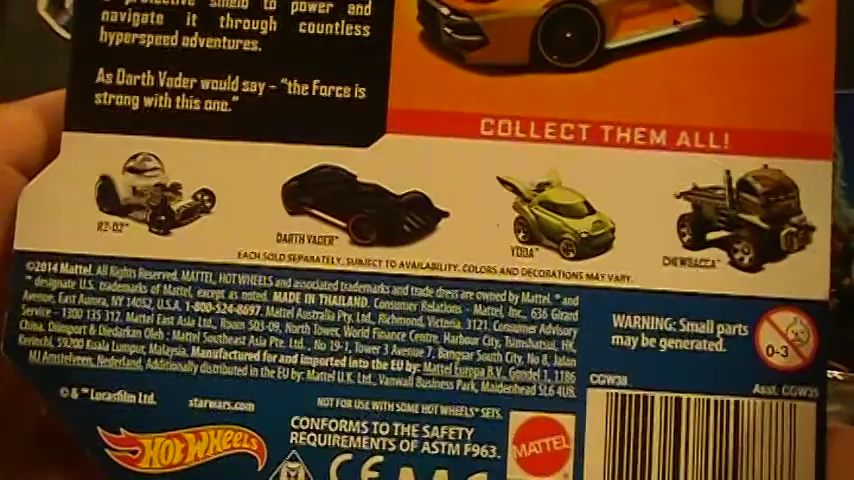 protective shield to power and
navigate it through countless
hyperspeed adventures.
As Darth Vader would say – "the Force is
strong with this one."
COLLECT THEM ALL!
R2-D2™
DARTH VADER™
YODA™
CHEWBACCA™
EACH SOLD SEPARATELY. SUBJECT TO AVAILABILITY. COLORS AND DECORATIONS MAY VARY.
©2014 Mattel. All Rights Reserved. MATTEL, HOT WHEELS and associated trademarks and trade dress are owned by Mattel. ® and
™ designate U.S. trademarks of Mattel, except as noted. MADE IN THAILAND. Consumer Relations - Mattel, Inc., 636 Girard
Avenue, East Aurora, NY 14052, U.S.A. 1-800-524-8697. Mattel Australia Pty. Ltd., Richmond, Victoria. 3121. Consumer Advisory
Service - 1300 135 312. Mattel East Asia Ltd., Room 503-09, North Tower, World Finance Centre, Harbour City, Tsimshatsui, HK,
China. Diimport & Diedarkan Oleh: Mattel Southeast Asia Pte. Ltd., No 19-1, Tower 3 Avenue 7, Bangsar South City, No 8, Jalan
Kerinchi, 59200 Kuala Lumpur, Malaysia. Manufactured for and imported into the EU by: Mattel Europa B.V., Gondel 1, 1186
MJ Amstelveen, Nederland. Additionally distributed in the EU by: Mattel U.K. Ltd., Vanwall Business Park, Maidenhead SL6 4UB.
WARNING: Small parts
may be generated.
0-3
CGW38
Asst. CGW35
© & ™ Lucasfilm Ltd.
starwars.com
NOT FOR USE WITH SOME HOT WHEELS® SETS.
CONFORMS TO THE SAFETY
REQUIREMENTS OF ASTM F963.
HOT WHEELS
MATTEL
CE